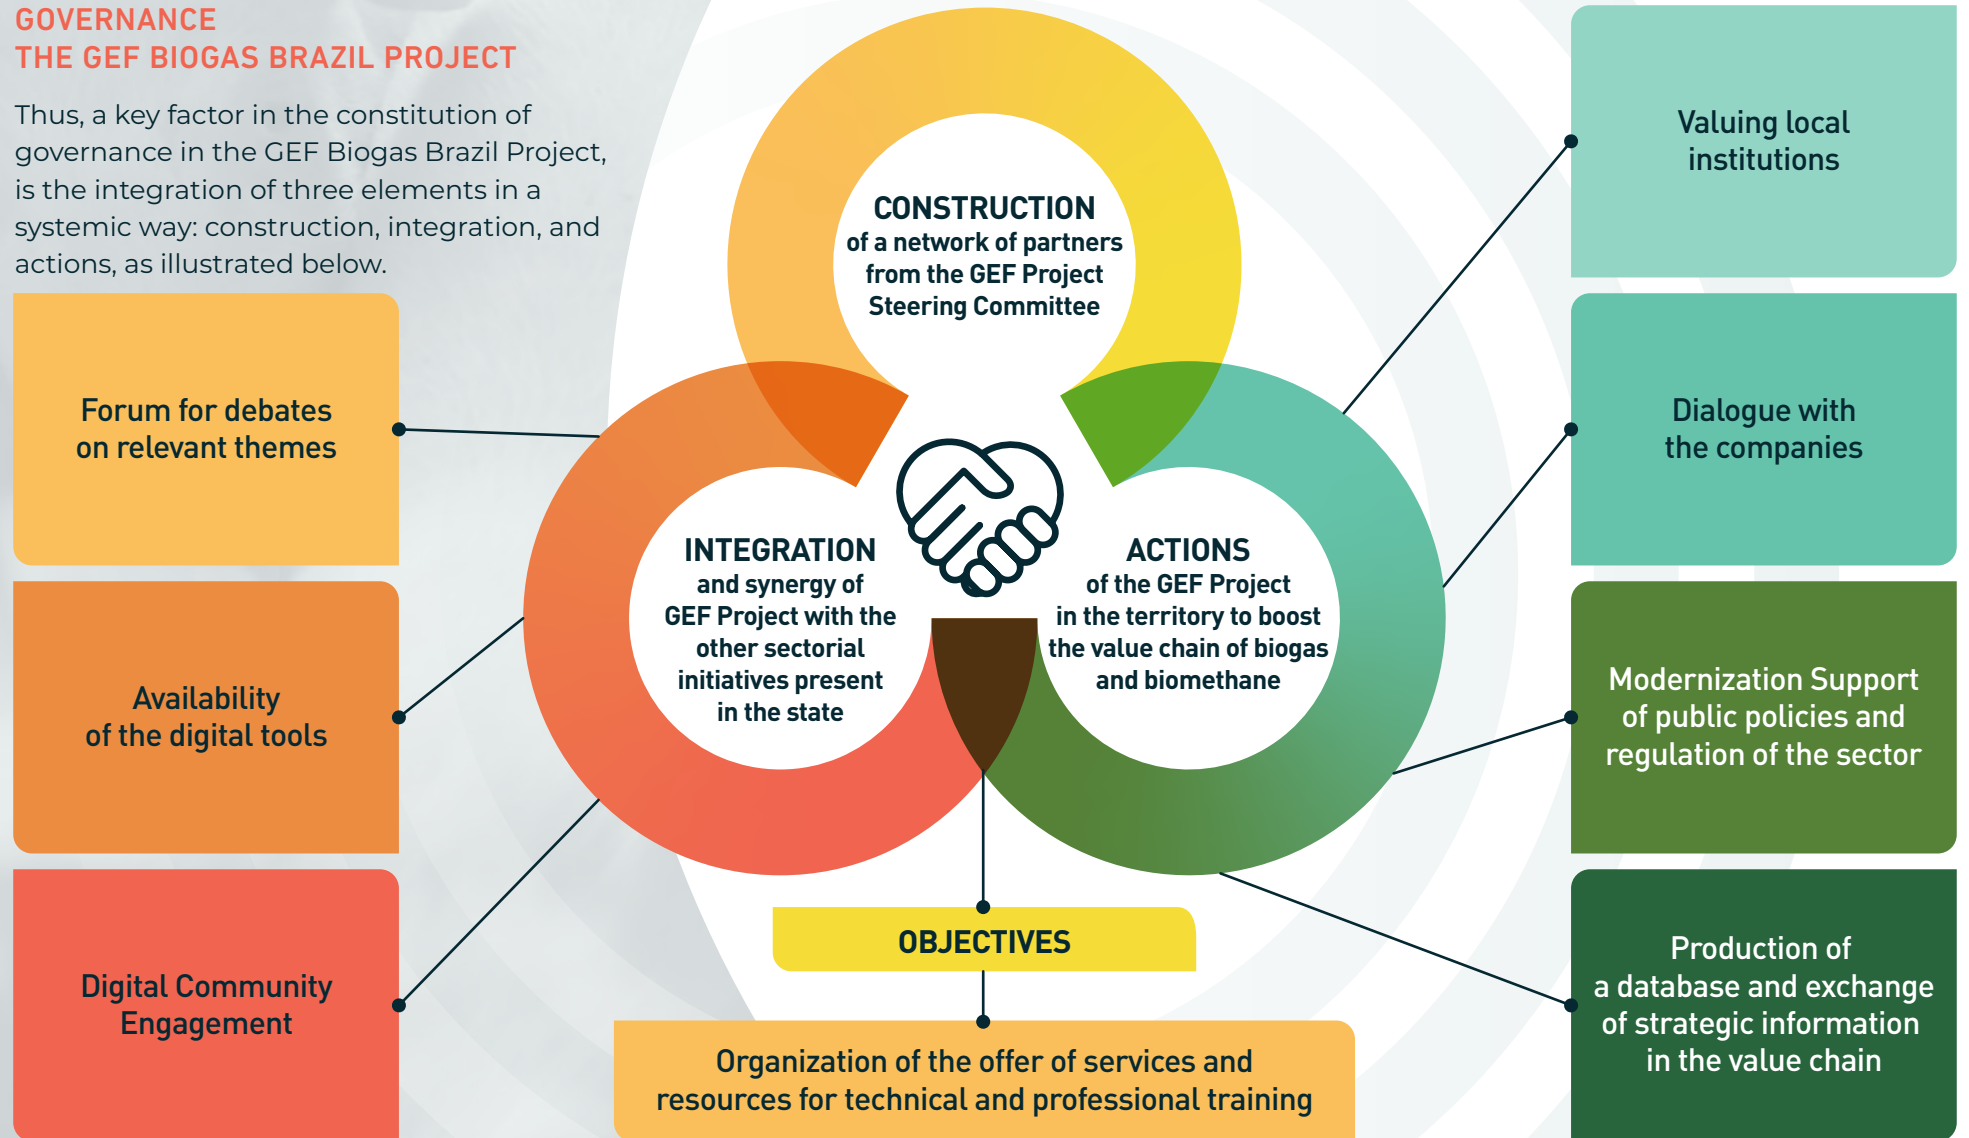 GOVERNANCE
THE GEF BIOGAS BRAZIL PROJECT
Thus, a key factor in the constitution of
governance in the GEF Biogas Brazil Project,
is the integration of three elements in a
systemic way: construction, integration, and
actions, as illustrated below.
Forum for debates
on relevant themes
Availability
of the digital tools
Digital Community
Engagement
CONSTRUCTION
of a network of partners
from the GEF Project
Steering Committee
INTEGRATION
and synergy of
GEF Project with the
other sectorial
initiatives present
in the state
ACTIONS
of the GEF Project
in the territory to boost
the value chain of biogas
and biomethane
OBJECTIVES
Organization of the offer of services and
resources for technical and professional training
Valuing local
institutions
Dialogue with
the companies
Modernization Support
of public policies and
regulation of the sector
Production of
a database and exchange
of strategic information
in the value chain